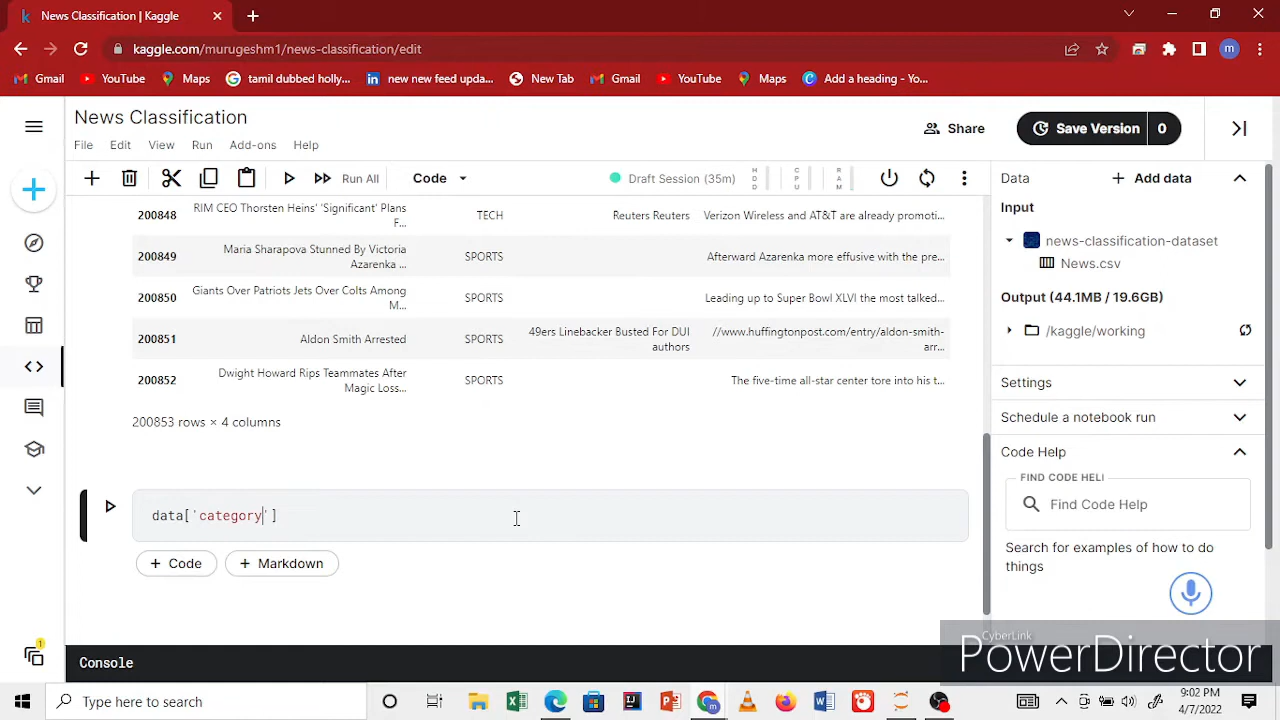 News Classification | Kaggle
kaggle.com/murugeshm1/news-classification/edit
m
Gmail YouTube Maps tamil dubbed holly... new new feed upda... New Tab Gmail YouTube Maps Add a heading - Yo...
News Classification
File Edit View Run Add-ons Help
Share
Save Version 0
Run All Code
Draft Session (35m)
HDD CPU RAM
200848 RIM CEO Thorsten Heins' 'Significant' Plans F... TECH Reuters Reuters Verizon Wireless and AT&T are already promoti...
200849 Maria Sharapova Stunned By Victoria Azarenka ... SPORTS Afterward Azarenka more effusive with the pre...
200850 Giants Over Patriots Jets Over Colts Among M... SPORTS Leading up to Super Bowl XLVI the most talked...
200851 Aldon Smith Arrested SPORTS 49ers Linebacker Busted For DUI authors //www.huffingtonpost.com/entry/aldon-smith-arr...
200852 Dwight Howard Rips Teammates After Magic Loss... SPORTS The five-time all-star center tore into his t...
200853 rows × 4 columns
data['category']
+ Code + Markdown
Console
Data
+ Add data
Input
news-classification-dataset
News.csv
Output (44.1MB / 19.6GB)
/kaggle/working
Settings
Schedule a notebook run
Code Help
FIND CODE HELI
Find Code Help
Search for examples of how to do
things
CyberLink
PowerDirector
1
Type here to search
9:02 PM
4/7/2022